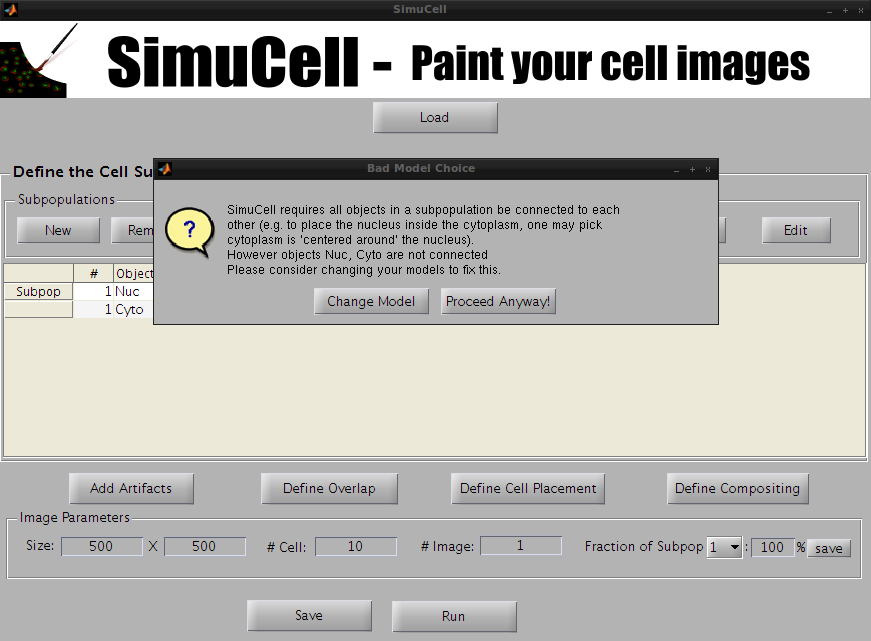 SimuCell
SimuCell - Paint your cell images
Load
Define the Cell Su
Bad Model Choice
Subpopulations
New
Rem
Edit
?
SimuCell requires all objects in a subpopulation be connected to each
other (e.g. to place the nucleus inside the cytoplasm, one may pick
cytoplasm is 'centered around' the nucleus).
However objects Nuc, Cyto are not connected
Please consider changing your models to fix this.
Change Model
Proceed Anyway!
# Object
Subpop 1 Nuc
1 Cyto
Add Artifacts
Define Overlap
Define Cell Placement
Define Compositing
Image Parameters
Size: 500 X 500 # Cell: 10 # Image: 1 Fraction of Subpop 1 : 100 % save
Save
Run